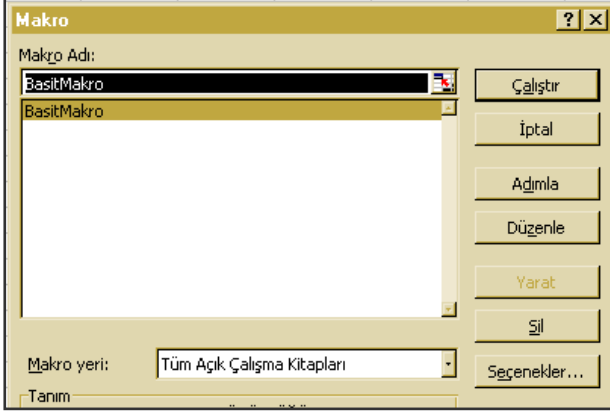 Makro
Makro Adı:
BasitMakro
BasitMakro
Çalıştır
İptal
Adımla
Düzenle
Yarat
Sil
Seçenekler...
Makro yeri:
Tüm Açık Çalışma Kitapları
Tanım